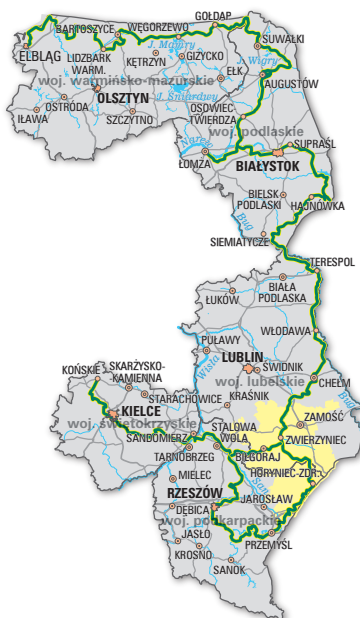 GOŁDAP
WĘGORZEWO
BARTOSZYCE
SUWAŁKI
J. Mamry
ELBLĄG
LIDZBARK
WARM.
GIŻYCKO
J. Wigry
KĘTRZYN
EŁK
woj. warmińsko-mazurskie
AUGUSTÓW
OLSZTYN
J. Śniardwy
OSTRÓDA
OSOWIEC
TWIERDZA
IŁAWA
SZCZYTNO
woj. podlaskie
Narew
SUPRAŚL
ŁOMŻA
BIAŁYSTOK
BIELSK
PODLASKI
HAJNÓWKA
Bug
SIEMIATYCZE
TERESPOL
BIAŁA
PODLASKA
ŁUKÓW
WŁODAWA
PUŁAWY
LUBLIN
Wisła
ŚWIDNIK
KOŃSKIE
SKARŻYSKO-
KAMIENNA
woj. lubelskie
CHEŁM
STARACHOWICE
KRAŚNIK
Bug
KIELCE
ZAMOŚĆ
woj. świętokrzyskie
STALOWA
WOLA
SANDOMIERZ
ZWIERZYNIEC
TARNOBRZEG
BIŁGORAJ
MIELEC
HORYNIEC-ZDR.
RZESZÓW
San
DĘBICA
JAROSŁAW
woj. podkarpackie
JASŁO
PRZEMYŚL
KROSNO
SANOK